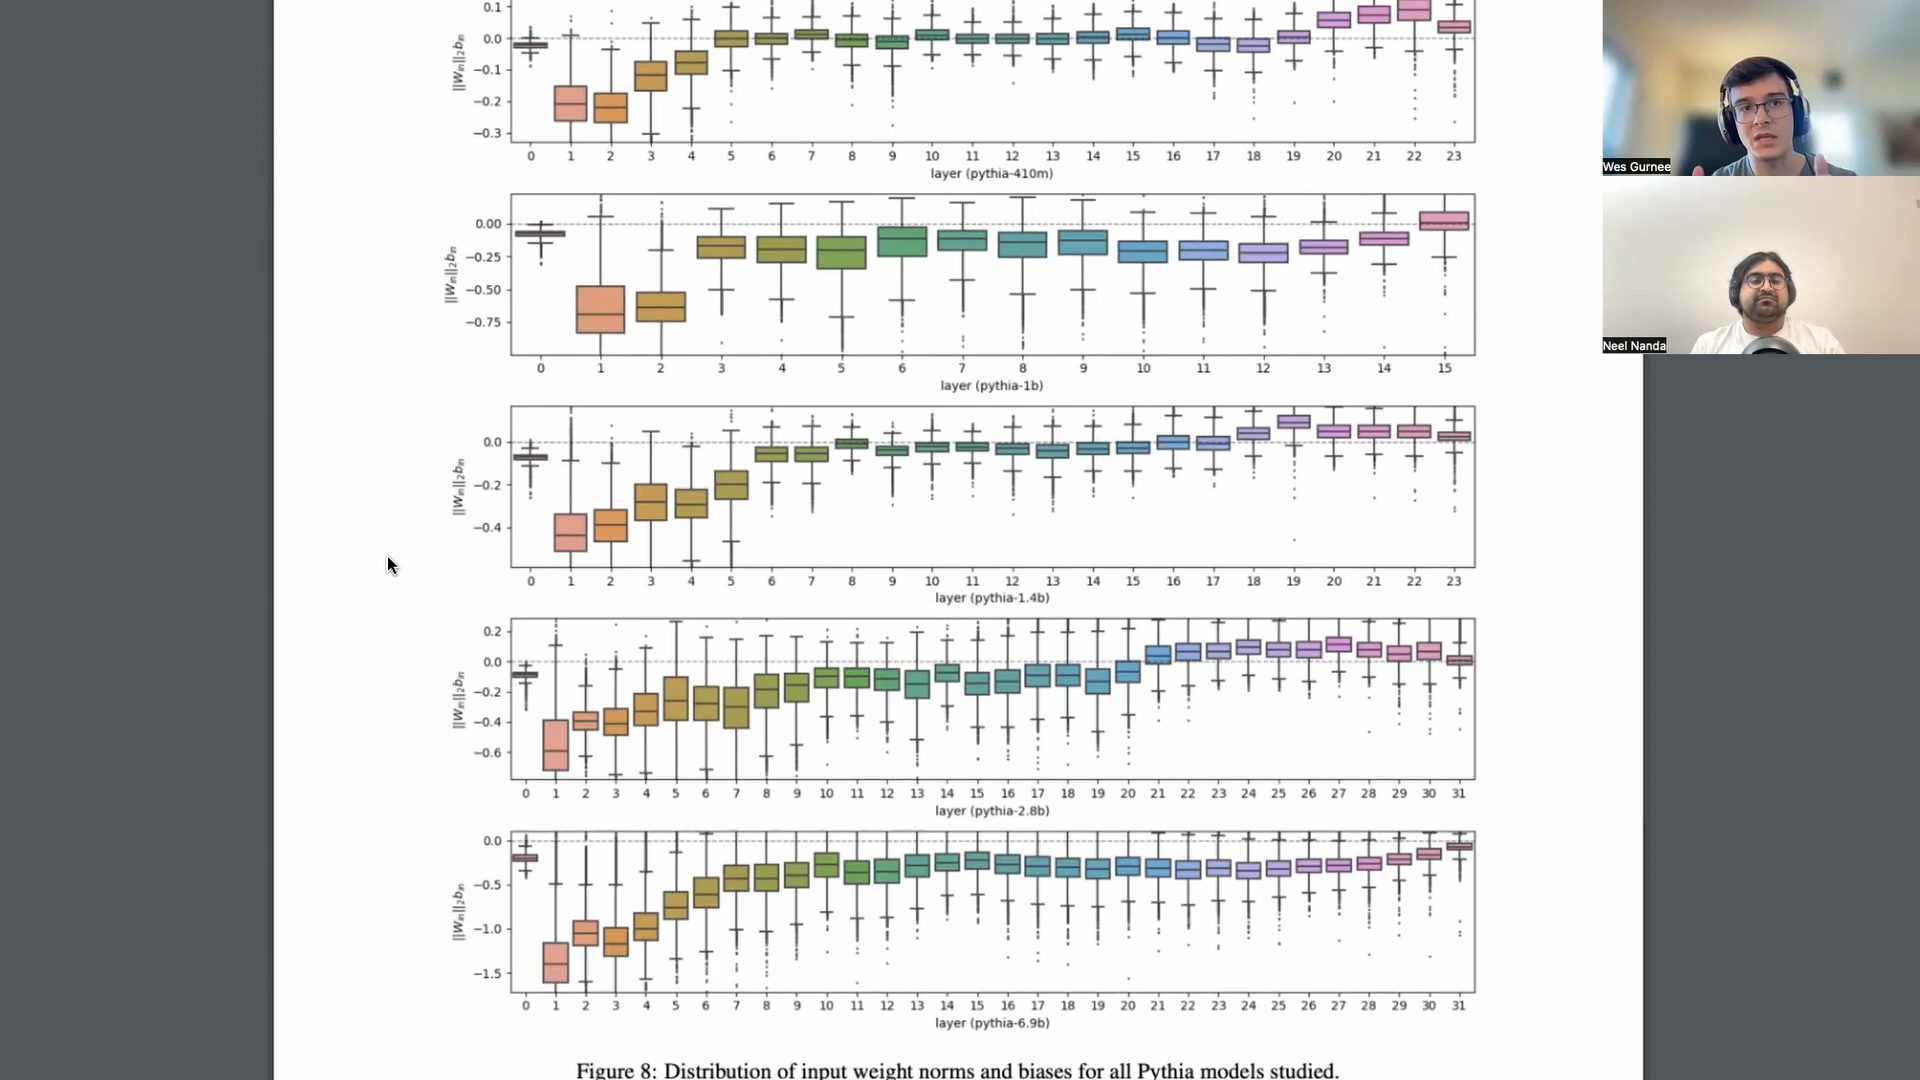 0.1
0.0
−0.1
−0.2
−0.3
||W_in||_2 b_in
0 1 2 3 4 5 6 7 8 9 10 11 12 13 14 15 16 17 18 19 20 21 22 23
layer (pythia-410m)
0.00
−0.25
−0.50
−0.75
||W_in||_2 b_in
0 1 2 3 4 5 6 7 8 9 10 11 12 13 14 15
layer (pythia-1b)
0.0
−0.2
−0.4
||W_in||_2 b_in
0 1 2 3 4 5 6 7 8 9 10 11 12 13 14 15 16 17 18 19 20 21 22 23
layer (pythia-1.4b)
0.2
0.0
−0.2
−0.4
−0.6
||W_in||_2 b_in
0 1 2 3 4 5 6 7 8 9 10 11 12 13 14 15 16 17 18 19 20 21 22 23 24 25 26 27 28 29 30 31
layer (pythia-2.8b)
0.0
−0.5
−1.0
−1.5
||W_in||_2 b_in
0 1 2 3 4 5 6 7 8 9 10 11 12 13 14 15 16 17 18 19 20 21 22 23 24 25 26 27 28 29 30 31
layer (pythia-6.9b)
Figure 8: Distribution of input weight norms and biases for all Pythia models studied.
Wes Gurnee
Neel Nanda